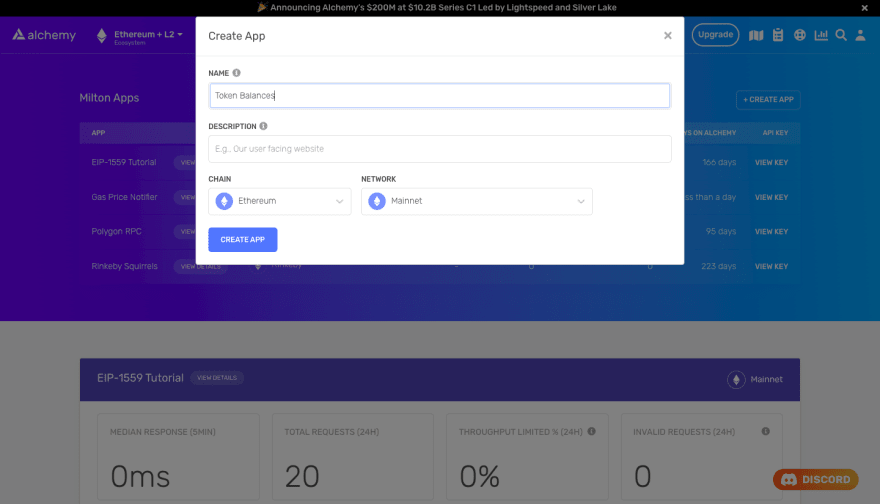 Announcing Alchemy's $200M at $10.2B Series C1 Led by Lightspeed and Silver Lake
alchemy
Ethereum + L2
Ecosystem
Create App
Upgrade
NAME
Token Balances
Milton Apps
+ CREATE APP
DESCRIPTION
APP
ON ALCHEMY
API KEY
E.g., Our user facing website
EIP-1559 Tutorial
166 days
VIEW KEY
CHAIN
NETWORK
Gas Price Notifier
VIEW
ss than a day
VIEW KEY
Ethereum
Mainnet
Polygon RPC
VIEW
95 days
VIEW KEY
CREATE APP
Rinkeby Squirrels
VIEW DETAILS
Rinkeby
0
0
223 days
VIEW KEY
EIP-1559 Tutorial
VIEW DETAILS
Mainnet
MEDIAN RESPONSE (5MIN)
TOTAL REQUESTS (24H)
THROUGHPUT LIMITED % (24H)
INVALID REQUESTS (24H)
0ms
20
0%
0
DISCORD